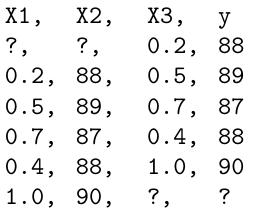 X1, X2, X3, y
?, ?, 0.2, 88
0.2, 88, 0.5, 89
0.5, 89, 0.7, 87
0.7, 87, 0.4, 88
0.4, 88, 1.0, 90
1.0, 90, ?, ?